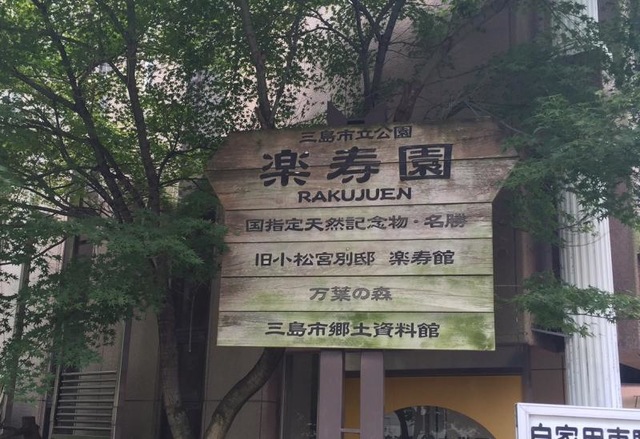 三島市立公園
楽寿園
RAKUJUEN
国指定天然記念物・名勝
旧小松宮別邸 楽寿館
万葉の森
三島市郷土資料館